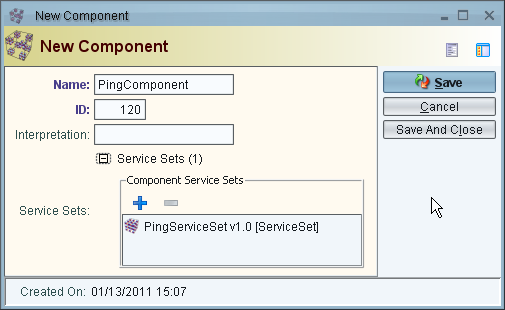 New Component
New Component
Name: PingComponent
ID: 120
Interpretation:
Service Sets (1)
Component Service Sets
Service Sets:
PingServiceSet v1.0 [ServiceSet]
Save
Cancel
Save And Close
Created On: 01/13/2011 15:07